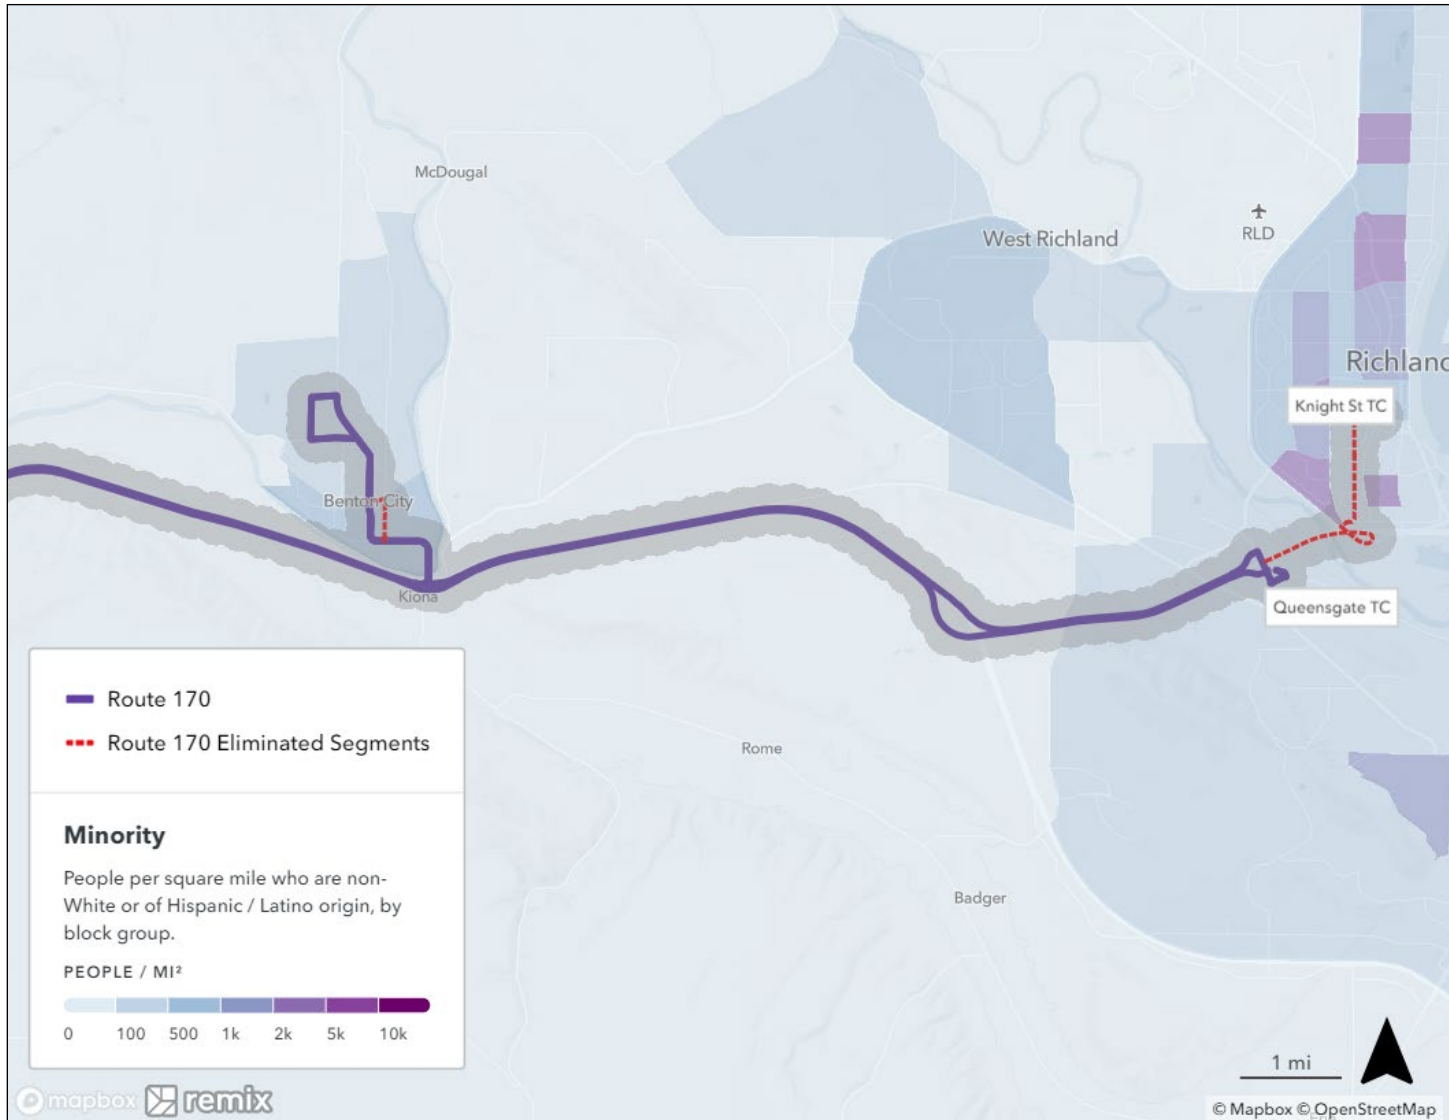 McDougal
West Richland
RLD
Richland
Knight St TC
Benton City
Kiona
Queensgate TC
Route 170
Route 170 Eliminated Segments
Rome
Minority
People per square mile who are non-
White or of Hispanic / Latino origin, by
block group.
Badger
PEOPLE / MI²
0 100 500 1k 2k 5k 10k
1 mi
mapbox remix
© Mapbox © OpenStreetMap